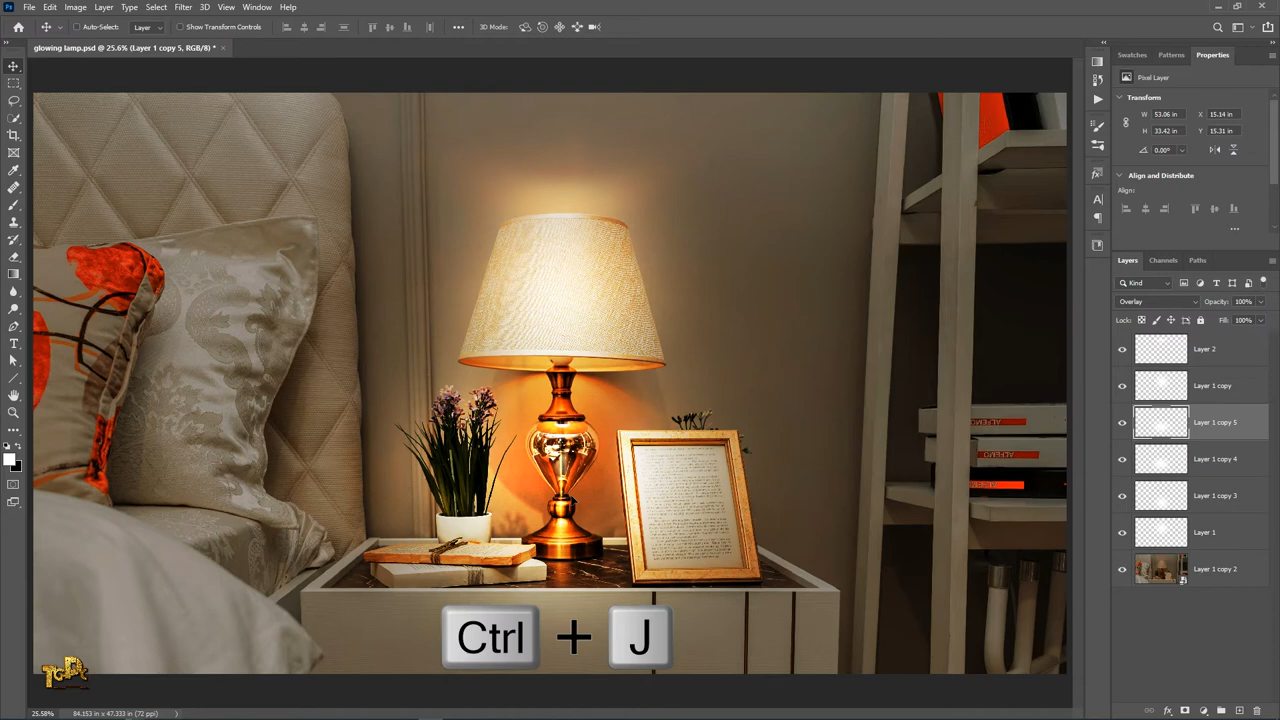 File Edit Image Layer Type Select Filter 3D View Window Help
Auto-Select: Layer Show Transform Controls 3D Mode:
glowing lamp.psd @ 25.6% (Layer 1 copy 5, RGB/8) *
Swatches Patterns Properties
Pixel Layer
Transform
W 53.06 in X 15.14 in
H 33.42 in Y 15.31 in
0.00°
Align and Distribute
Align:
Layers Channels Paths
Kind
Overlay Opacity: 100%
Lock: Fill: 100%
Layer 2
Layer 1 copy
Layer 1 copy 5
Layer 1 copy 4
Layer 1 copy 3
Layer 1
Layer 1 copy 2
ALFEMO
ALFEMO
Ctrl + J
25.58% 84.153 in x 47.333 in (72 ppi)